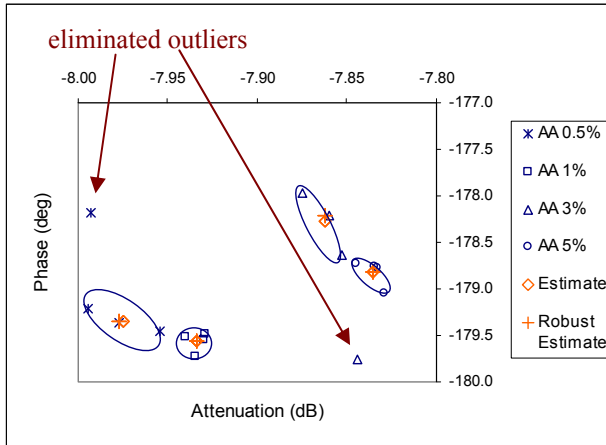 eliminated outliers
-8.00 -7.95 -7.90 -7.85 -7.80
-177.0
-178.0
-178.5
-179.0
-179.5
-180.0
Phase (deg)
Attenuation (dB)
AA 0.5%
AA 1%
AA 3%
AA 5%
Estimate
Robust
Estimate